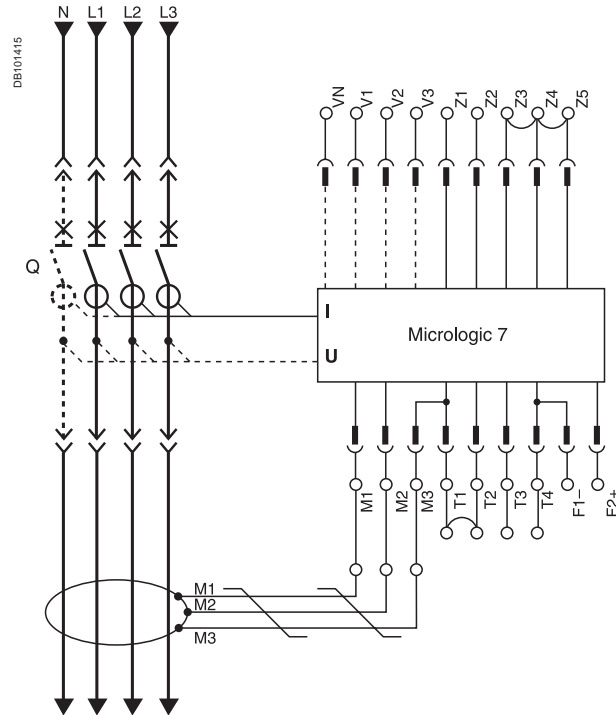 DB101415
N L1 L2 L3
VN V1 V2 V3 Z1 Z2 Z3 Z4 Z5
Q
I
Micrologic 7
U
M1 M2 M3 T1 T2 T3 T4 F1− F2+
M1
M2
M3